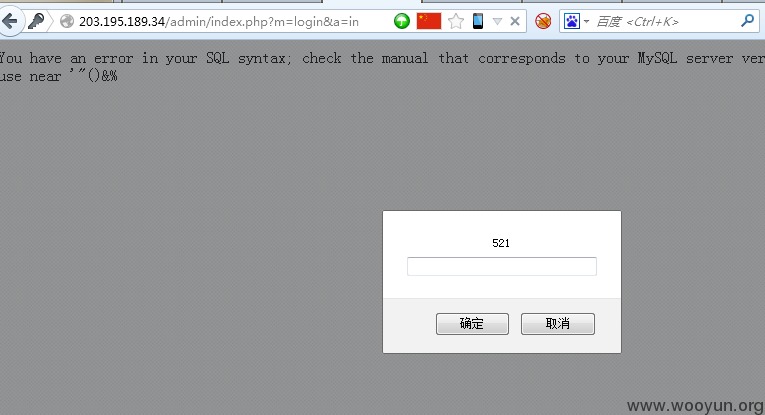 203.195.189.34/admin/index.php?m=login&a=in
百度 <Ctrl+K>
You have an error in your SQL syntax; check the manual that corresponds to your MySQL server ver
use near '"()&%
521
确定
取消
www.wooyun.org